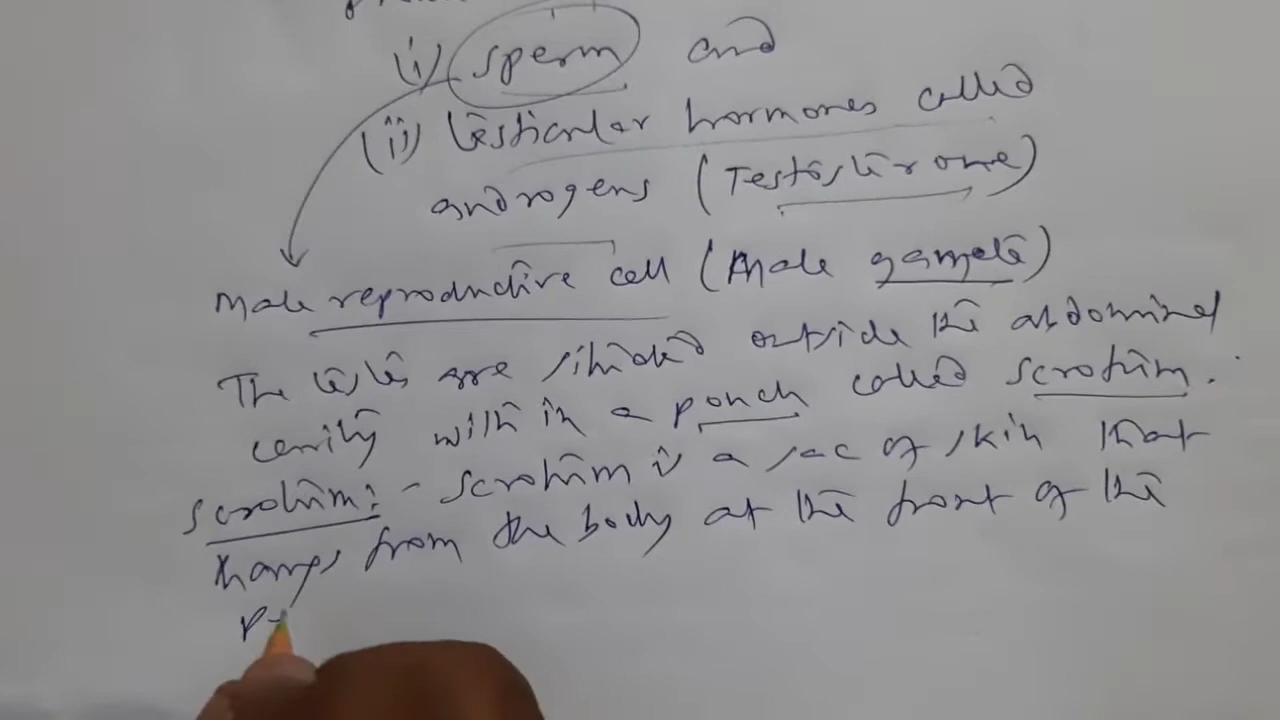 (i) sperm and
(ii) testicular hormones called
androgens (Testosterone)
male reproductive cell (Male gamete)
The testes are situated outside the abdominal
cavity with in a pouch called scrotum.
scrotum:- scrotum is a sac of skin that
hangs from the body at the front of the